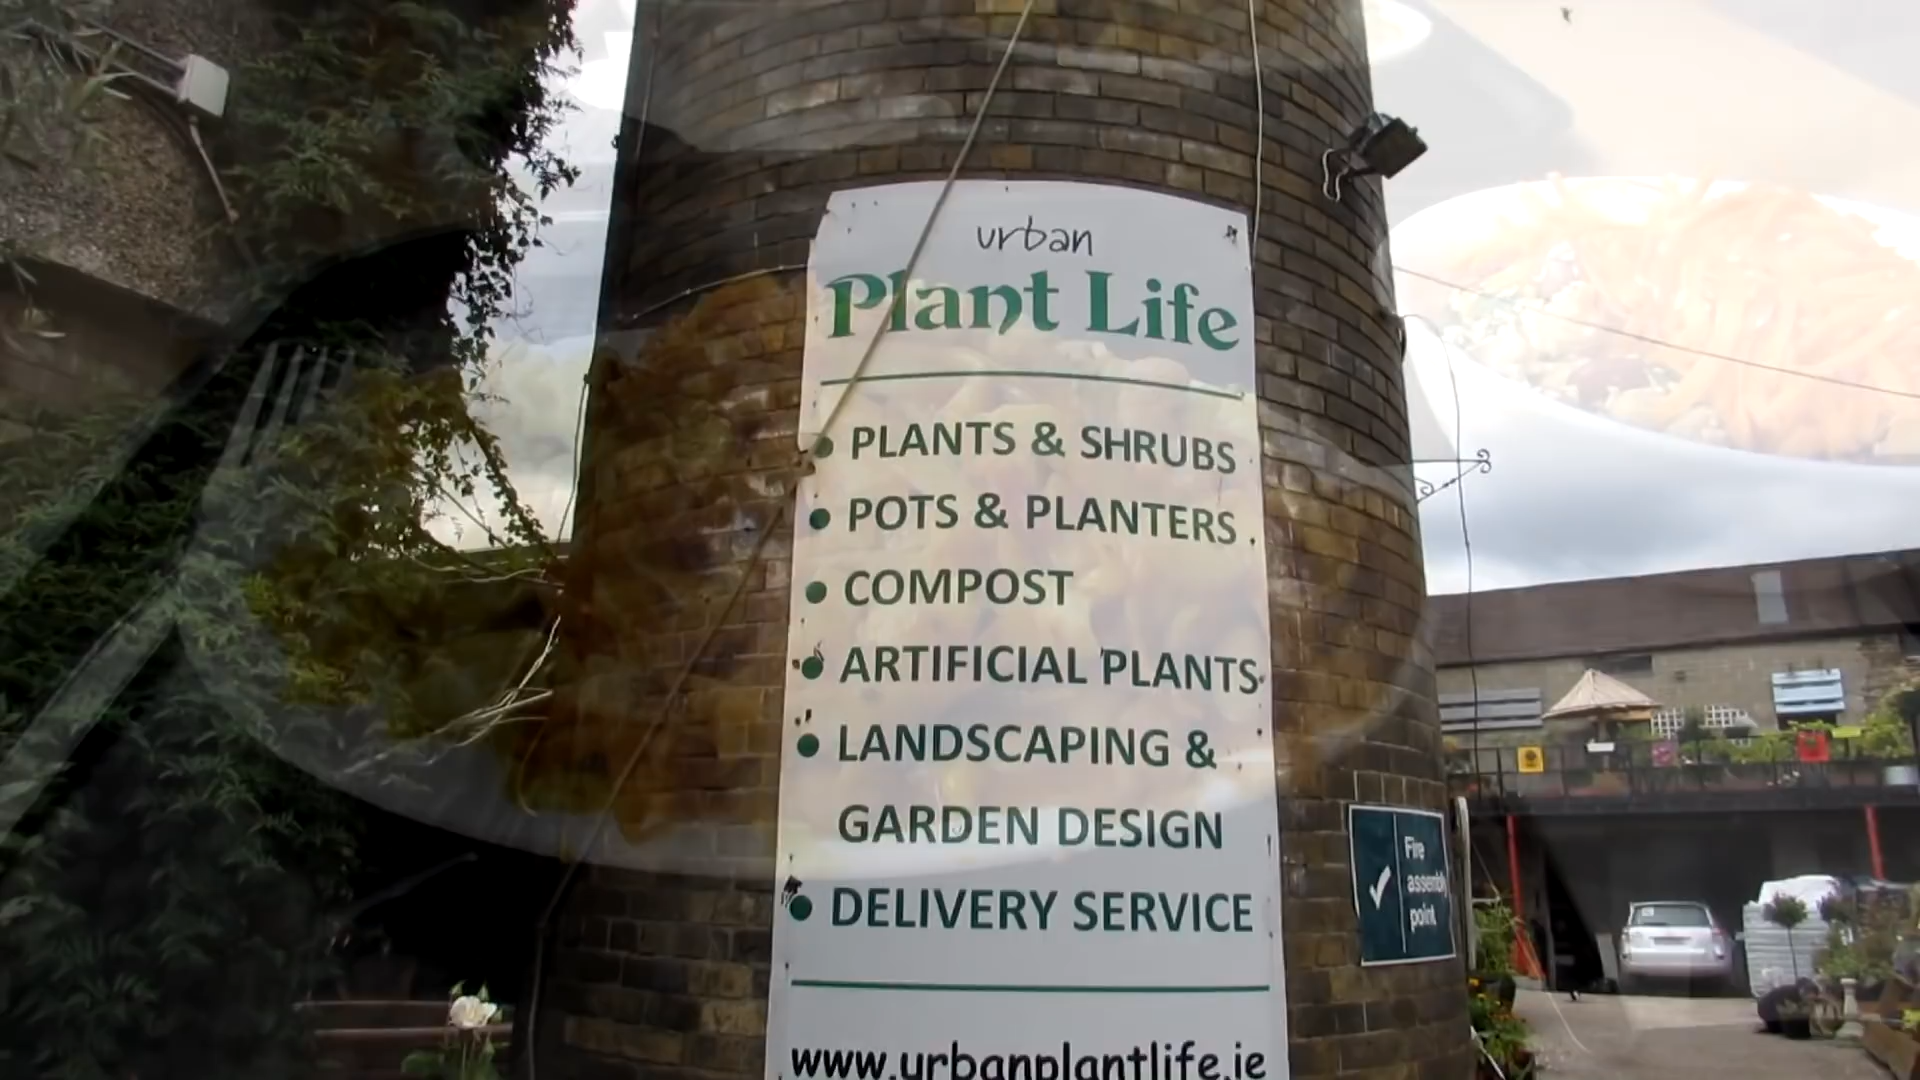 urban
Plant Life
• PLANTS & SHRUBS
• POTS & PLANTERS
• COMPOST
• ARTIFICIAL PLANTS
• LANDSCAPING &
GARDEN DESIGN
• DELIVERY SERVICE
www.urbanplantlife.ie
Fire
assembly
point